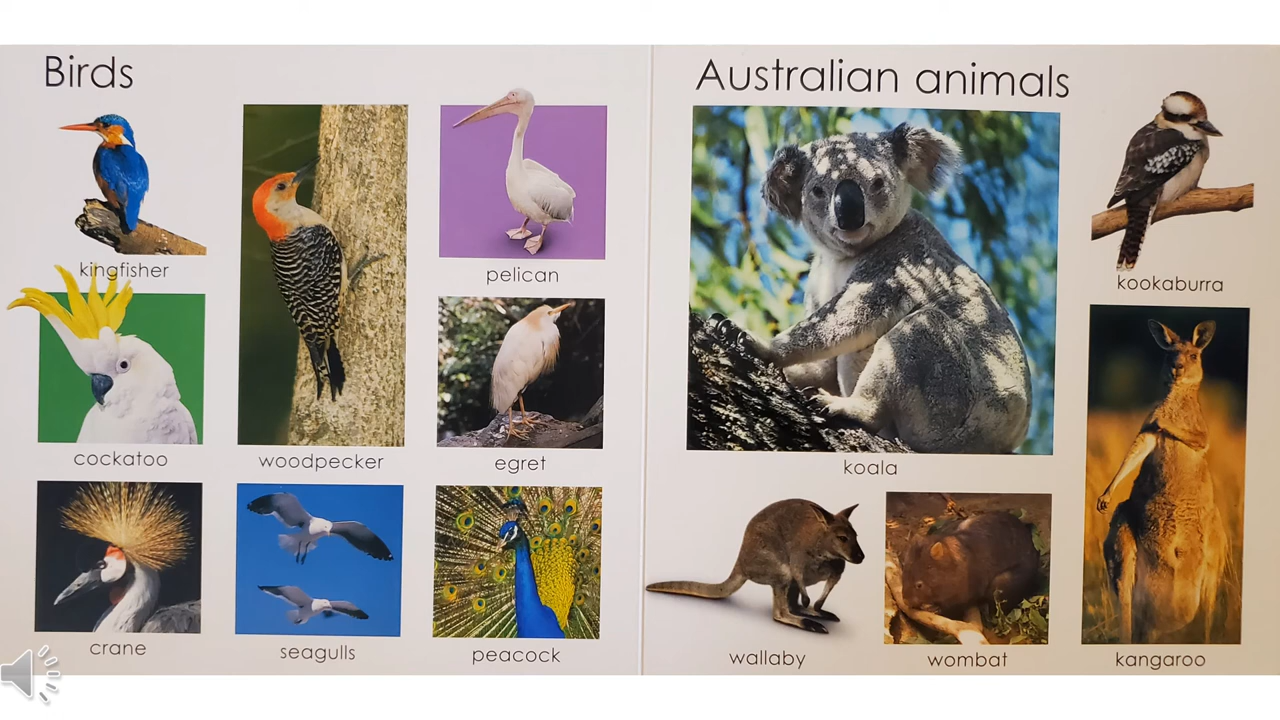 Birds
kingfisher
cockatoo
woodpecker
pelican
egret
crane
seagulls
peacock
Australian animals
koala
kookaburra
wallaby
wombat
kangaroo